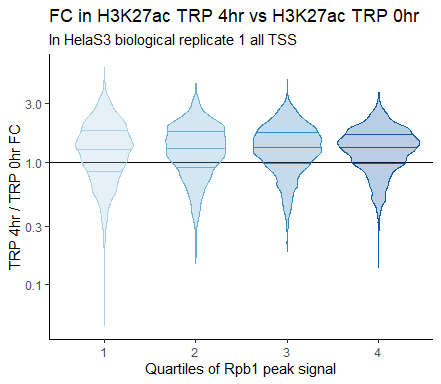 FC in H3K27ac TRP 4hr vs H3K27ac TRP 0hr
In HelaS3 biological replicate 1 all TSS
TRP 4hr / TRP 0hr FC
3.0
1.0
0.3
0.1
1 2 3 4
Quartiles of Rpb1 peak signal